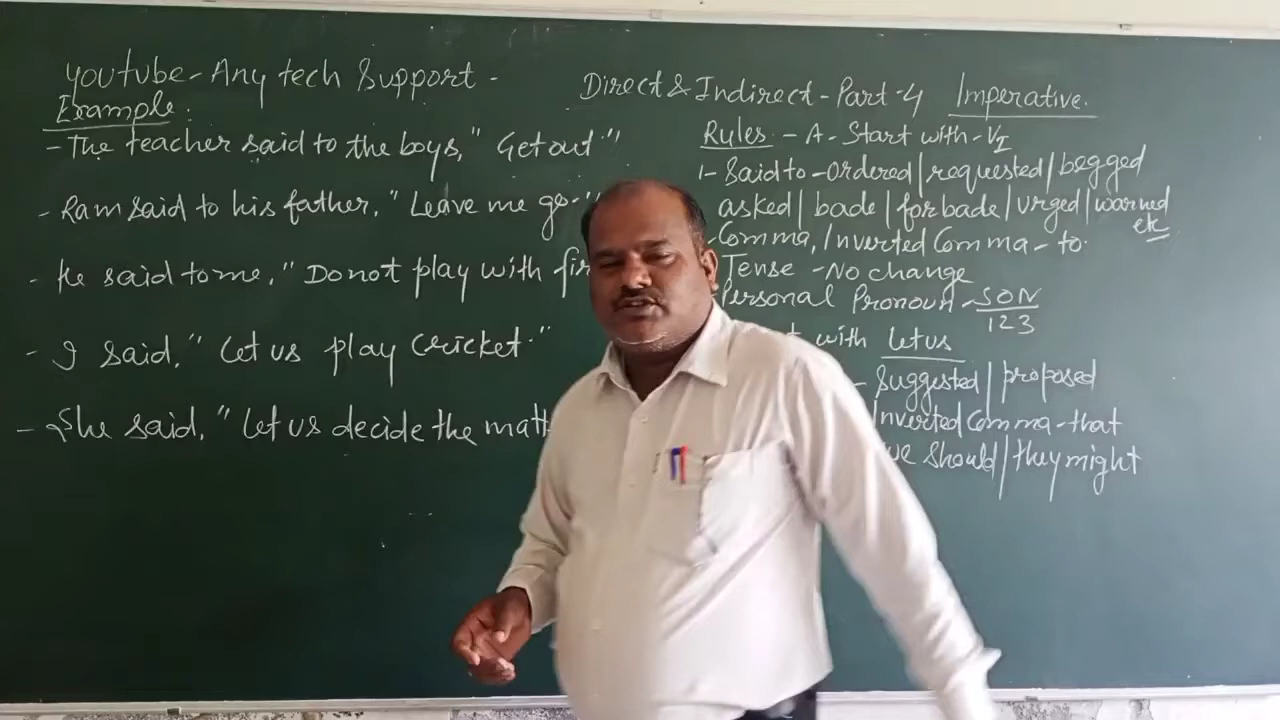 Youtube - Any tech Support -
Example :
- The teacher said to the boys, " Get out."
- Ram said to his father, " Leave me go."
- He said to me, " Do not play with
- I said, " Let us play cricket."
- She said, " Let us decide the
Direct & Indirect - Part - 4 Imperative.
Rules - A - Start with - V1
1- Said to - ordered | requested | begged
asked | bade | forbade | urged | warned
etc
Comma, Inverted Comma - to.
Tense - No change
Personal Pronoun - SON
123
with let us
- Suggested | proposed
Inverted Comma - that
we should | they might